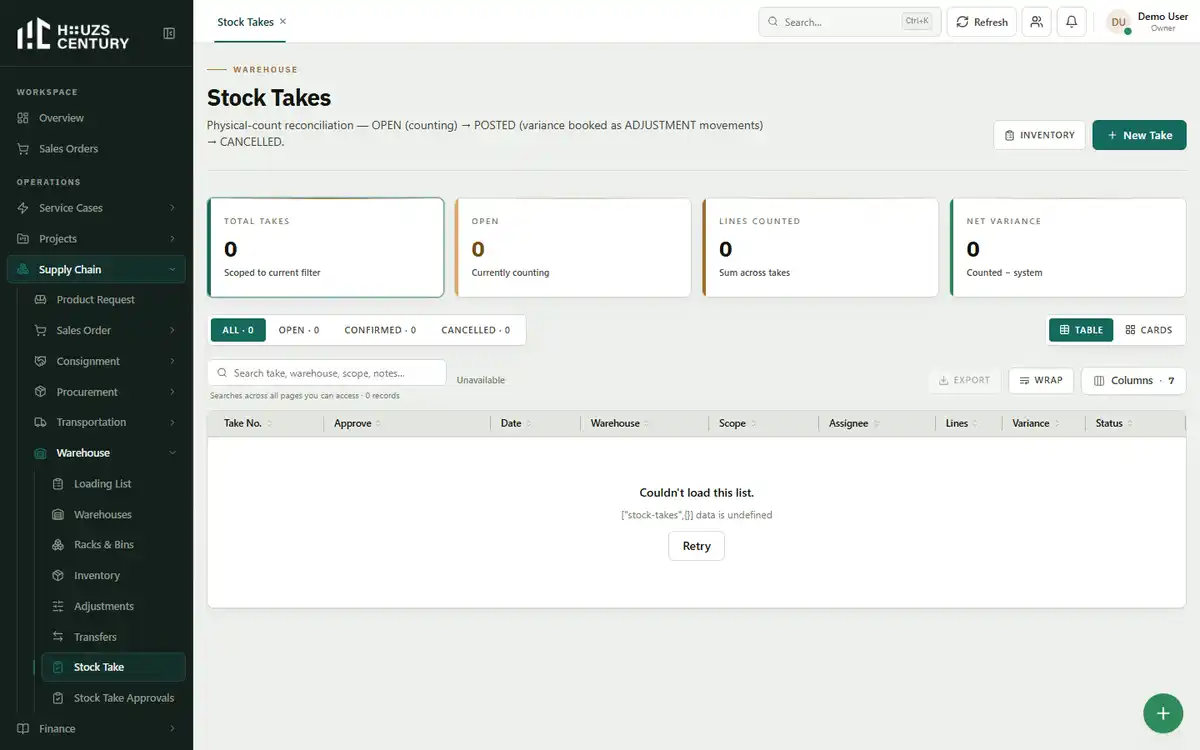 HOUZS
CENTURY
Stock Takes ×
Search...
Ctrl+K
Refresh
DU
Demo User
Owner
WORKSPACE
Overview
Sales Orders
OPERATIONS
Service Cases
Projects
Supply Chain
Product Request
Sales Order
Consignment
Procurement
Transportation
Warehouse
Loading List
Warehouses
Racks & Bins
Inventory
Adjustments
Transfers
Stock Take
Stock Take Approvals
Finance
WAREHOUSE
Stock Takes
Physical-count reconciliation — OPEN (counting) → POSTED (variance booked as ADJUSTMENT movements)
→ CANCELLED.
INVENTORY
+ New Take
TOTAL TAKES
0
Scoped to current filter
OPEN
0
Currently counting
LINES COUNTED
0
Sum across takes
NET VARIANCE
0
Counted − system
ALL · 0
OPEN · 0
CONFIRMED · 0
CANCELLED · 0
TABLE
CARDS
Search take, warehouse, scope, notes...
Unavailable
Searches across all pages you can access · 0 records
EXPORT
WRAP
Columns · 7
Take No.
Approve
Date
Warehouse
Scope
Assignee
Lines
Variance
Status
Couldn't load this list.
["stock-takes",{}] data is undefined
Retry
+